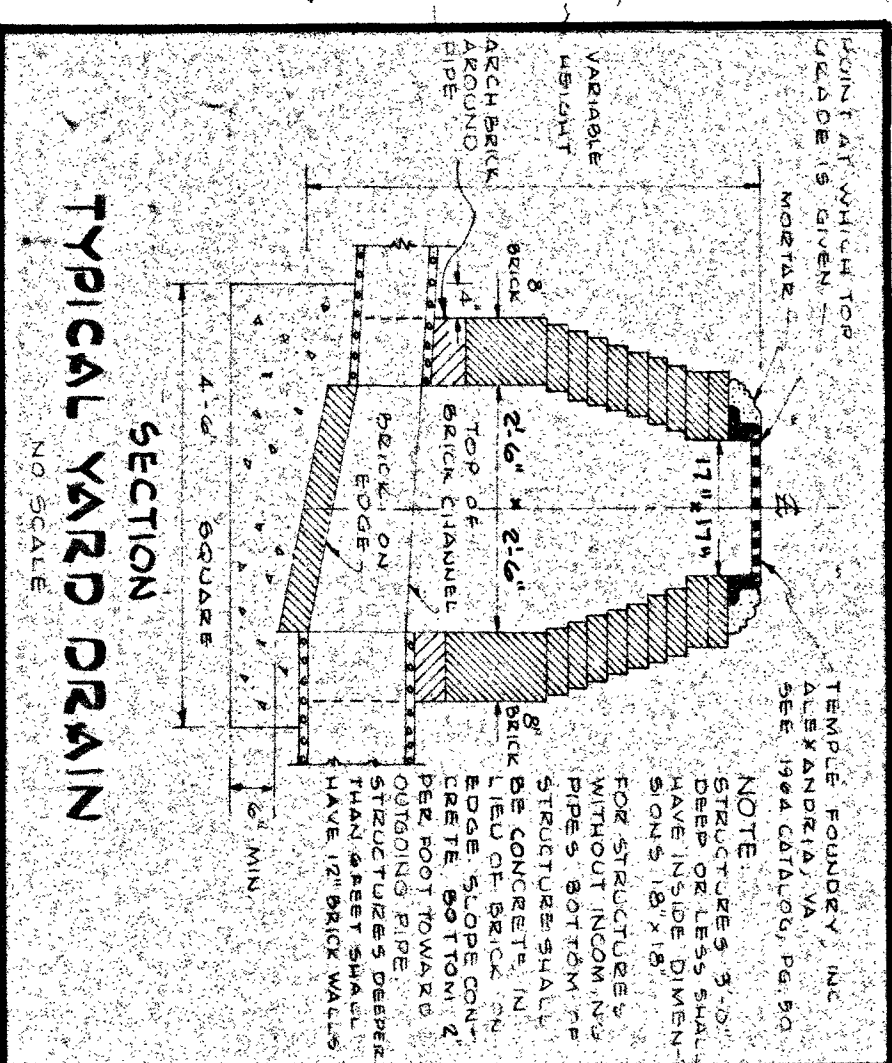 POINT AT WHICH TOP
GRADE IS GIVEN
MORTAR
VARIABLE
HEIGHT
ARCH BRICK
AROUND
PIPE
TEMPLE FOUNDRY, INC
ALEXANDRIA, VA
SEE 1964 CATALOG, PG 50
17" x 17"
8"
BRICK
4"
2'-6" x 2'-6"
TOP OF
BRICK CHANNEL
BRICK ON
EDGE
8"
BRICK
NOTE:
STRUCTURES 3'-0"
DEEP OR LESS SHAL
HAVE INSIDE DIMEN-
SIONS 18" x 18"
FOR STRUCTURES
WITHOUT INCOMING
PIPES BOTTOM OF
STRUCTURE SHALL
BE CONCRETE IN
LIEU OF BRICK ON
EDGE. SLOPE CON-
CRETE BOTTOM 2"
PER FOOT TOWARD
OUTGOING PIPE.
STRUCTURES DEEPER
THAN FEET SHALL
HAVE 12" BRICK WALLS
4'-6" SQUARE
6" MIN.
SECTION
TYPICAL YARD DRAIN
NO SCALE